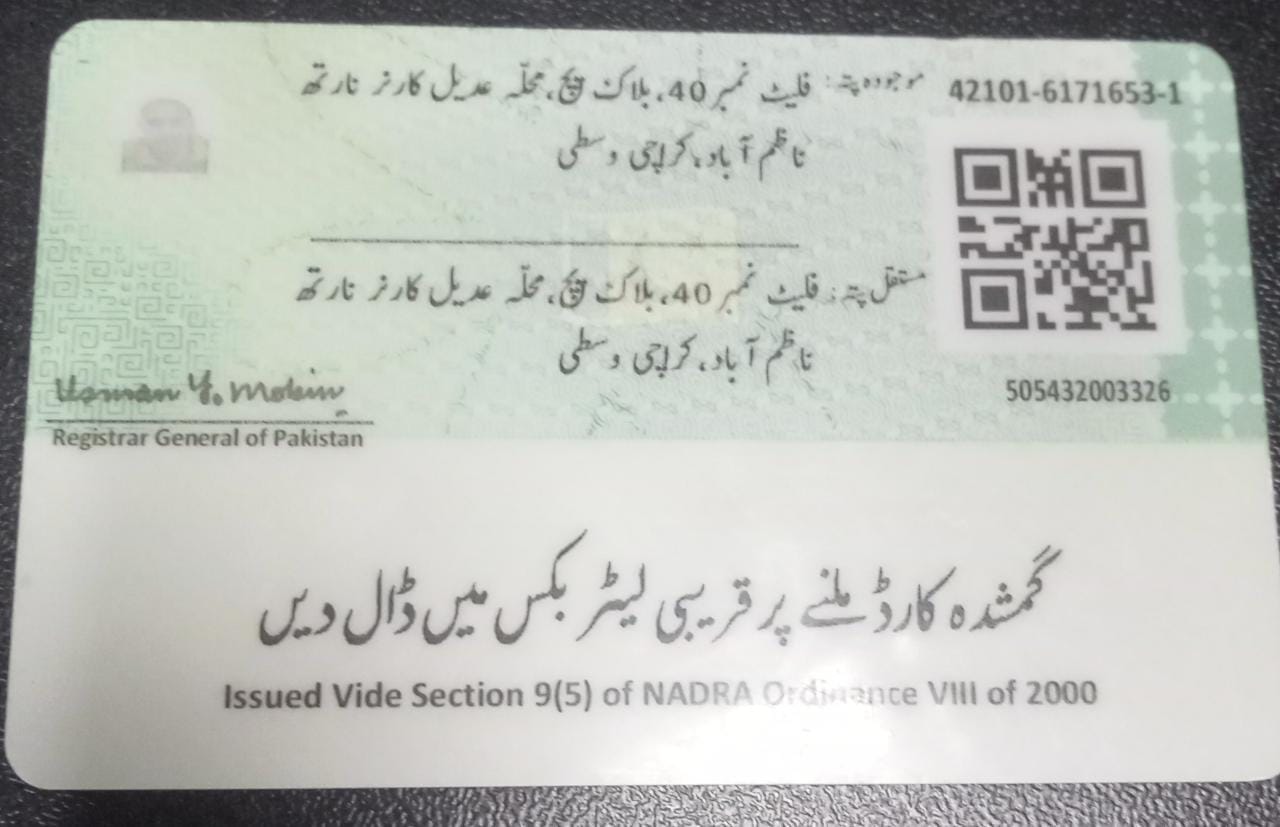 42101-6171653-1
موجودہ پتہ: فلیٹ نمبر 40، بلاک ایچ، محلہ عدیل کارنر نارتھ
ناظم آباد، کراچی وسطی
مستقل پتہ: فلیٹ نمبر 40، بلاک ایچ، محلہ عدیل کارنر نارتھ
ناظم آباد، کراچی وسطی
505432003326
Usman Y. Mobin
Registrar General of Pakistan
گمشدہ کارڈ ملنے پر قریبی لیٹر بکس میں ڈال دیں
Issued Vide Section 9(5) of NADRA Ordinance VIII of 2000